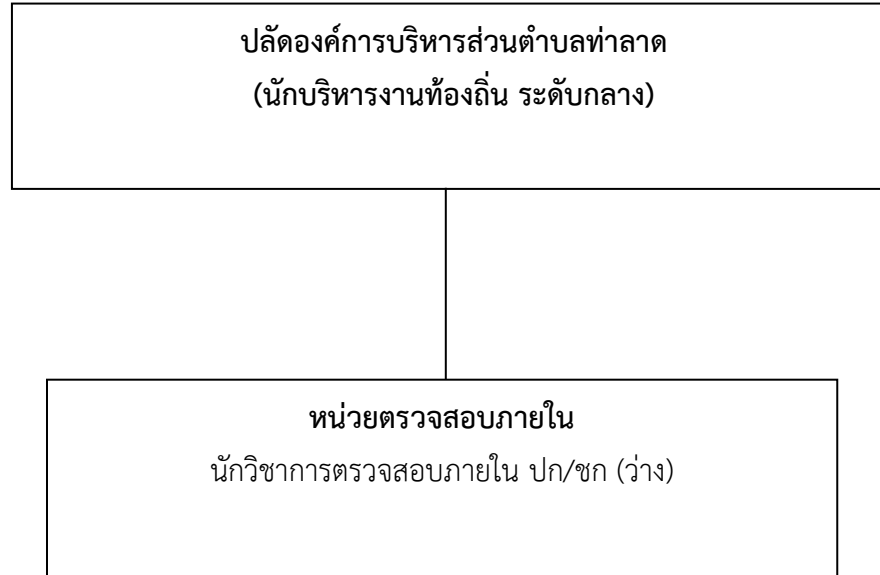 ปลัดองค์การบริหารส่วนตำบลท่าลาด
(นักบริหารงานท้องถิ่น ระดับกลาง)
หน่วยตรวจสอบภายใน
นักวิชาการตรวจสอบภายใน ปก/ชก (ว่าง)